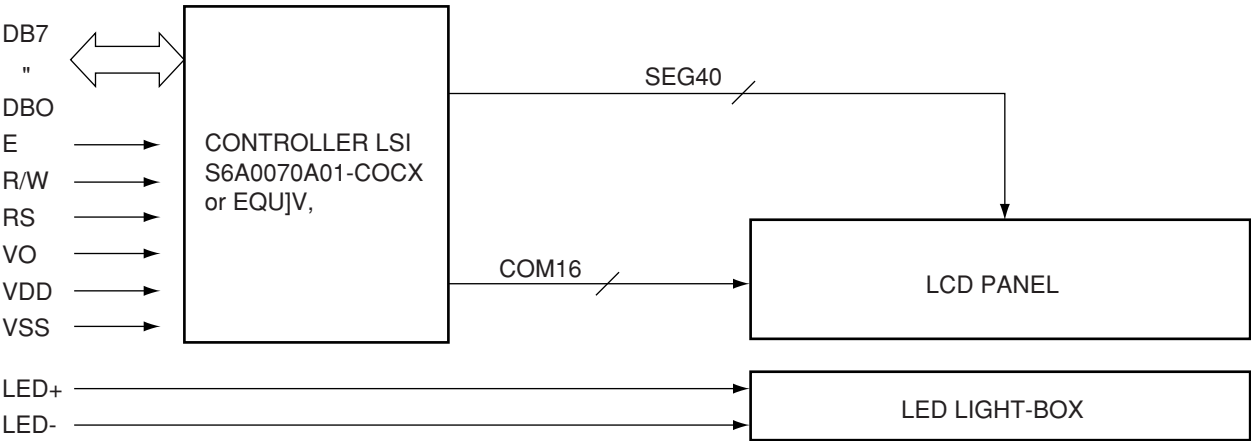 DB7
"
DBO
E
R/W
RS
VO
VDD
VSS
LED+
LED-
CONTROLLER LSI
S6A0070A01-COCX
or EQU]V,
SEG40
COM16
LCD PANEL
LED LIGHT-BOX